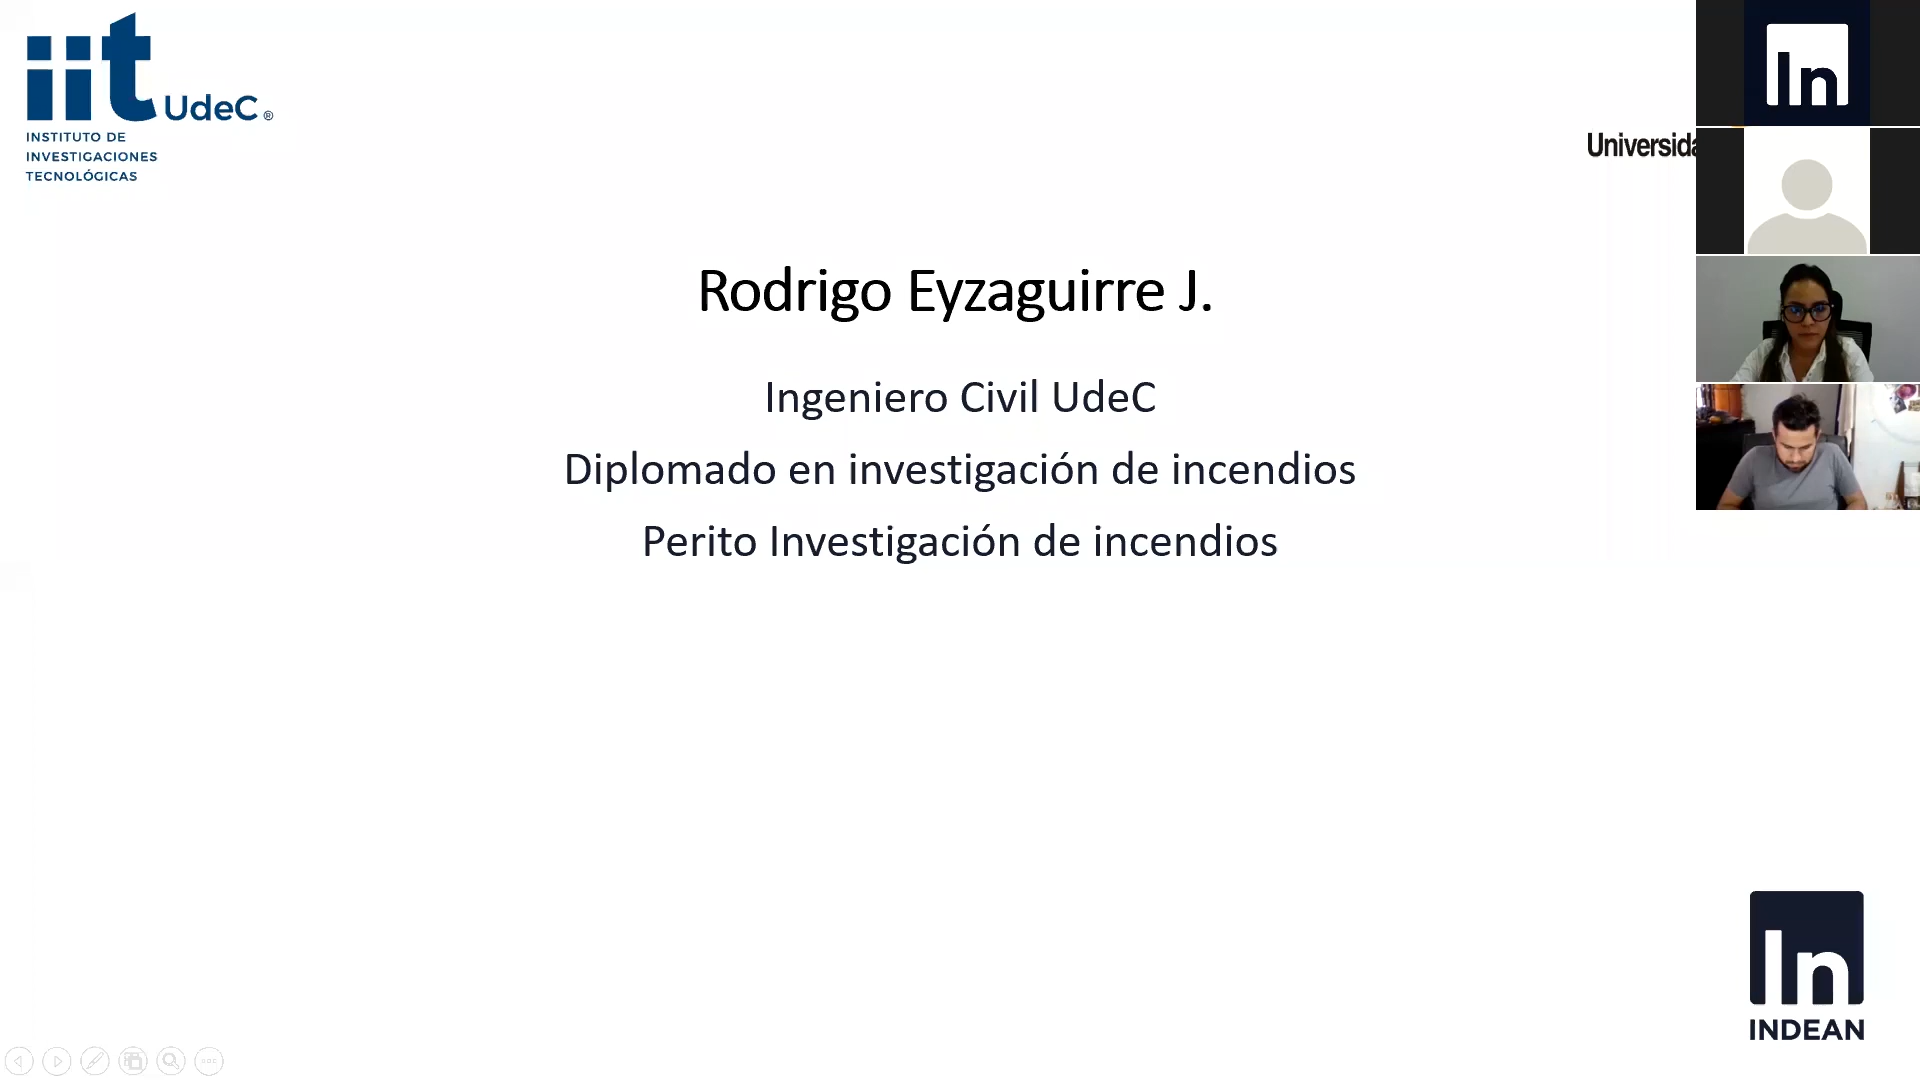 iit UdeC ®
INSTITUTO DE
INVESTIGACIONES
TECNOLÓGICAS
In
Rodrigo Eyzaguirre J.
Ingeniero Civil UdeC
Diplomado en investigación de incendios
Perito Investigación de incendios
In
INDEAN